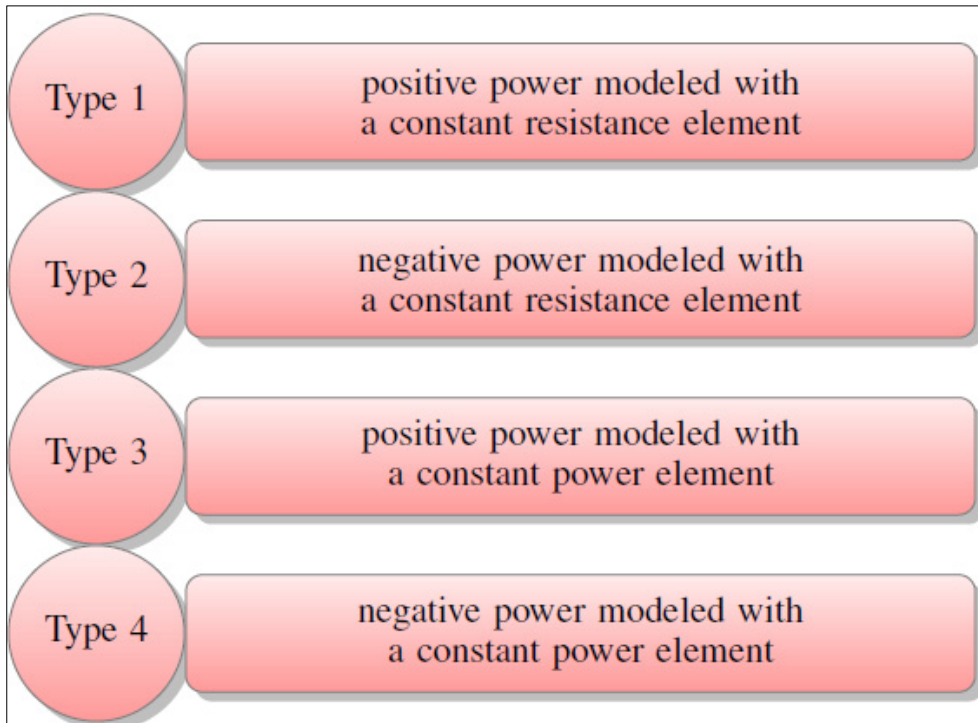 Type 1
positive power modeled with
a constant resistance element
Type 2
negative power modeled with
a constant resistance element
Type 3
positive power modeled with
a constant power element
Type 4
negative power modeled with
a constant power element